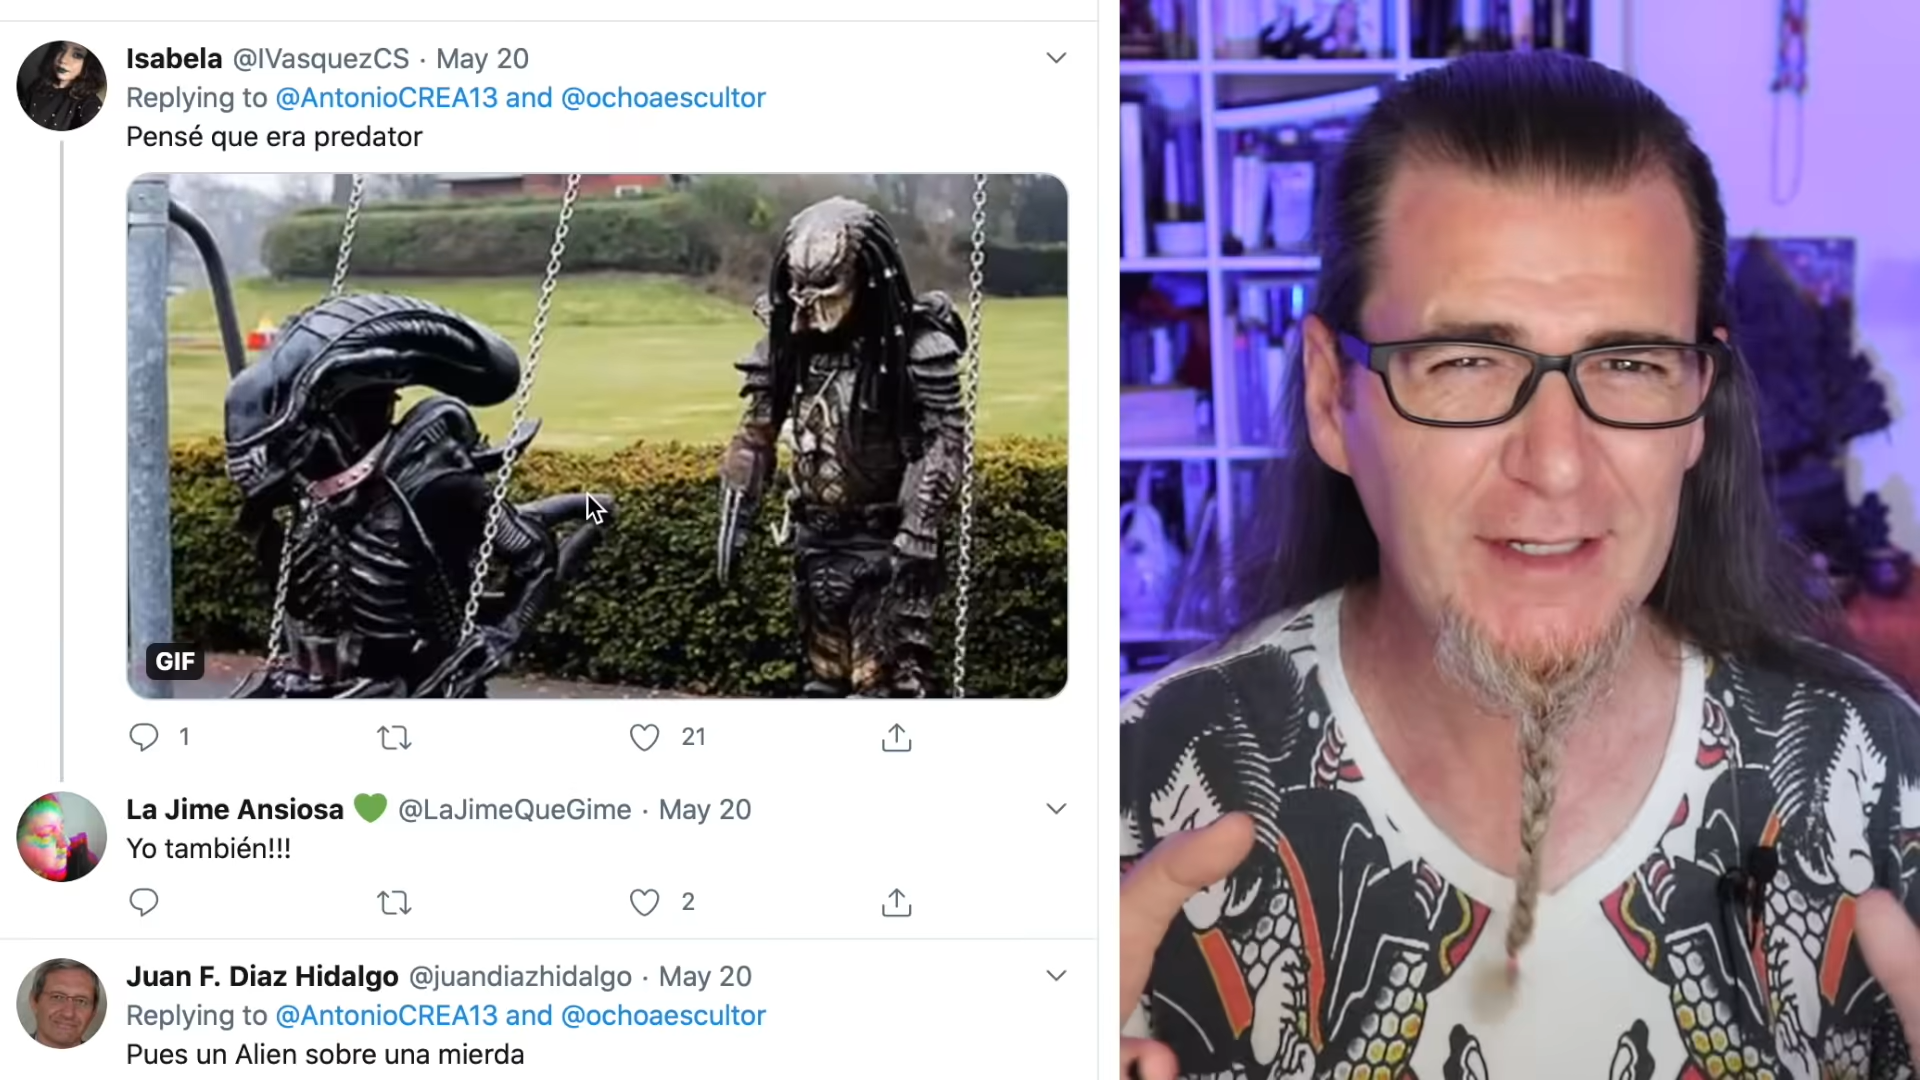 Isabela @IVasquezCS · May 20
Replying to @AntonioCREA13 and @ochoaescultor
Pensé que era predator
GIF
1
21
La Jime Ansiosa 💚 @LaJimeQueGime · May 20
Yo también!!!
2
Juan F. Diaz Hidalgo @juandiazhidalgo · May 20
Replying to @AntonioCREA13 and @ochoaescultor
Pues un Alien sobre una mierda